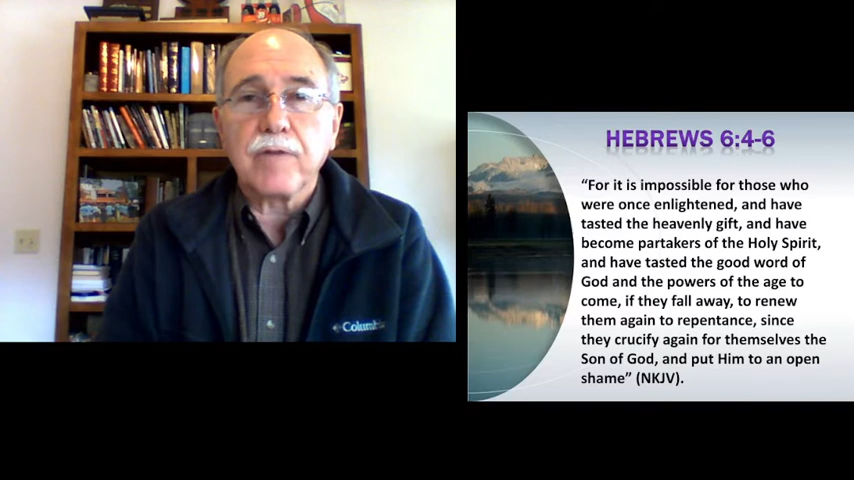 HEBREWS 6:4-6
“For it is impossible for those who
were once enlightened, and have
tasted the heavenly gift, and have
become partakers of the Holy Spirit,
and have tasted the good word of
God and the powers of the age to
come, if they fall away, to renew
them again to repentance, since
they crucify again for themselves the
Son of God, and put Him to an open
shame” (NKJV).
Columbia